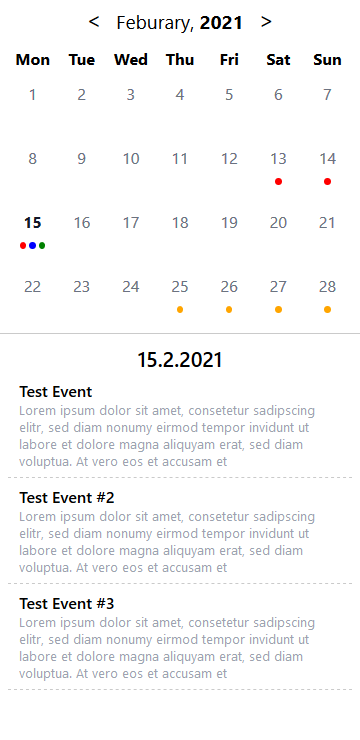 < Feburary, 2021 >
Mon Tue Wed Thu Fri Sat Sun
1 2 3 4 5 6 7
8 9 10 11 12 13 14
15 16 17 18 19 20 21
22 23 24 25 26 27 28
15.2.2021
Test Event
Lorem ipsum dolor sit amet, consetetur sadipscing
elitr, sed diam nonumy eirmod tempor invidunt ut
labore et dolore magna aliquyam erat, sed diam
voluptua. At vero eos et accusam et
Test Event #2
Lorem ipsum dolor sit amet, consetetur sadipscing
elitr, sed diam nonumy eirmod tempor invidunt ut
labore et dolore magna aliquyam erat, sed diam
voluptua. At vero eos et accusam et
Test Event #3
Lorem ipsum dolor sit amet, consetetur sadipscing
elitr, sed diam nonumy eirmod tempor invidunt ut
labore et dolore magna aliquyam erat, sed diam
voluptua. At vero eos et accusam et